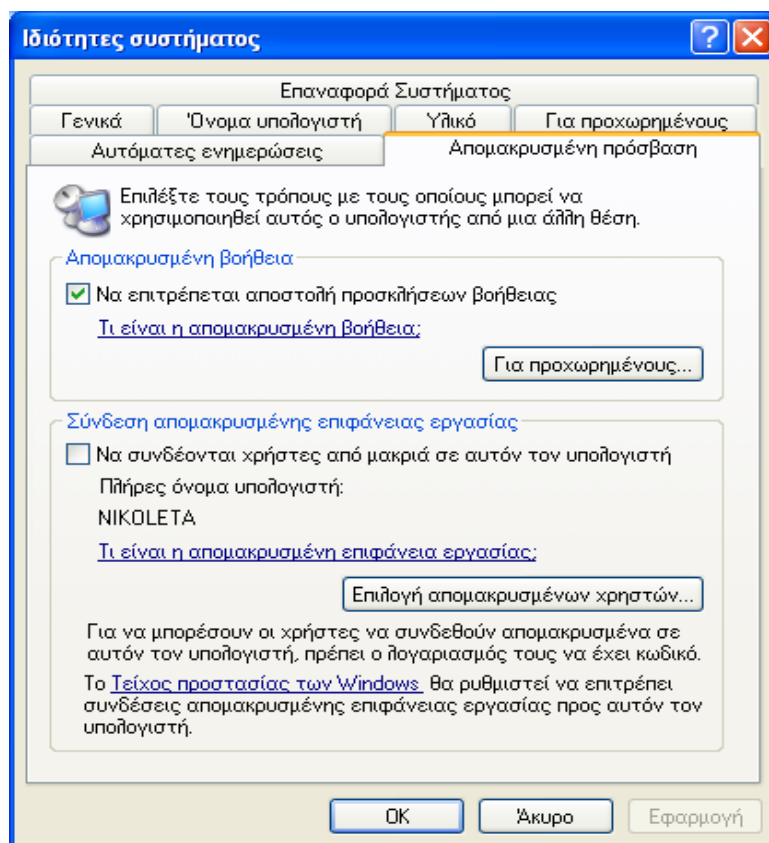 Ιδιότητες συστήματος
Επαναφορά Συστήματος
Γενικά Όνομα υπολογιστή Υλικό Για προχωρημένους
Αυτόματες ενημερώσεις Απομακρυσμένη πρόσβαση
Επιλέξτε τους τρόπους με τους οποίους μπορεί να
χρησιμοποιηθεί αυτός ο υπολογιστής από μια άλλη θέση.
Απομακρυσμένη βοήθεια
Να επιτρέπεται αποστολή προσκλήσεων βοήθειας
Τι είναι η απομακρυσμένη βοήθεια;
Για προχωρημένους...
Σύνδεση απομακρυσμένης επιφάνειας εργασίας
Να συνδέονται χρήστες από μακριά σε αυτόν τον υπολογιστή
Πλήρες όνομα υπολογιστή:
NIKOLETA
Τι είναι η απομακρυσμένη επιφάνεια εργασίας;
Επιλογή απομακρυσμένων χρηστών...
Για να μπορέσουν οι χρήστες να συνδεθούν απομακρυσμένα σε
αυτόν τον υπολογιστή, πρέπει ο λογαριασμός τους να έχει κωδικό.
Το Τείχος προστασίας των Windows θα ρυθμιστεί να επιτρέπει
συνδέσεις απομακρυσμένης επιφάνειας εργασίας προς αυτόν τον
υπολογιστή.
OK Άκυρο Εφαρμογή